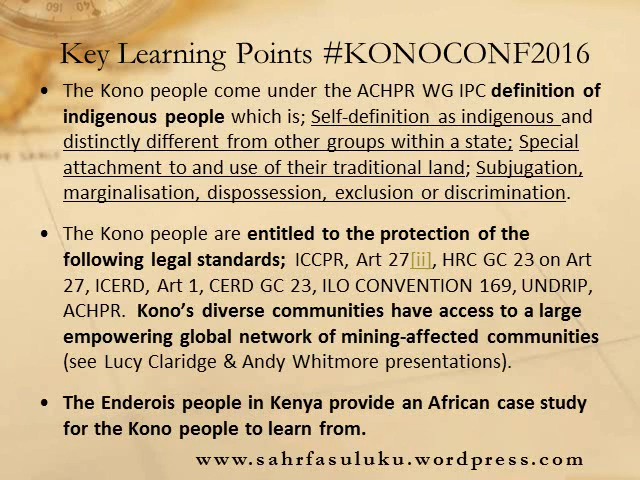 Key Learning Points #KONOCONF2016
• The Kono people come under the ACHPR WG IPC definition of
indigenous people which is; Self-definition as indigenous and
distinctly different from other groups within a state; Special
attachment to and use of their traditional land; Subjugation,
marginalisation, dispossession, exclusion or discrimination.
• The Kono people are entitled to the protection of the
following legal standards; ICCPR, Art 27[ii], HRC GC 23 on Art
27, ICERD, Art 1, CERD GC 23, ILO CONVENTION 169, UNDRIP,
ACHPR. Kono’s diverse communities have access to a large
empowering global network of mining-affected communities
(see Lucy Claridge & Andy Whitmore presentations).
• The Enderois people in Kenya provide an African case study
for the Kono people to learn from.
www.sahrfasuluku.wordpress.com